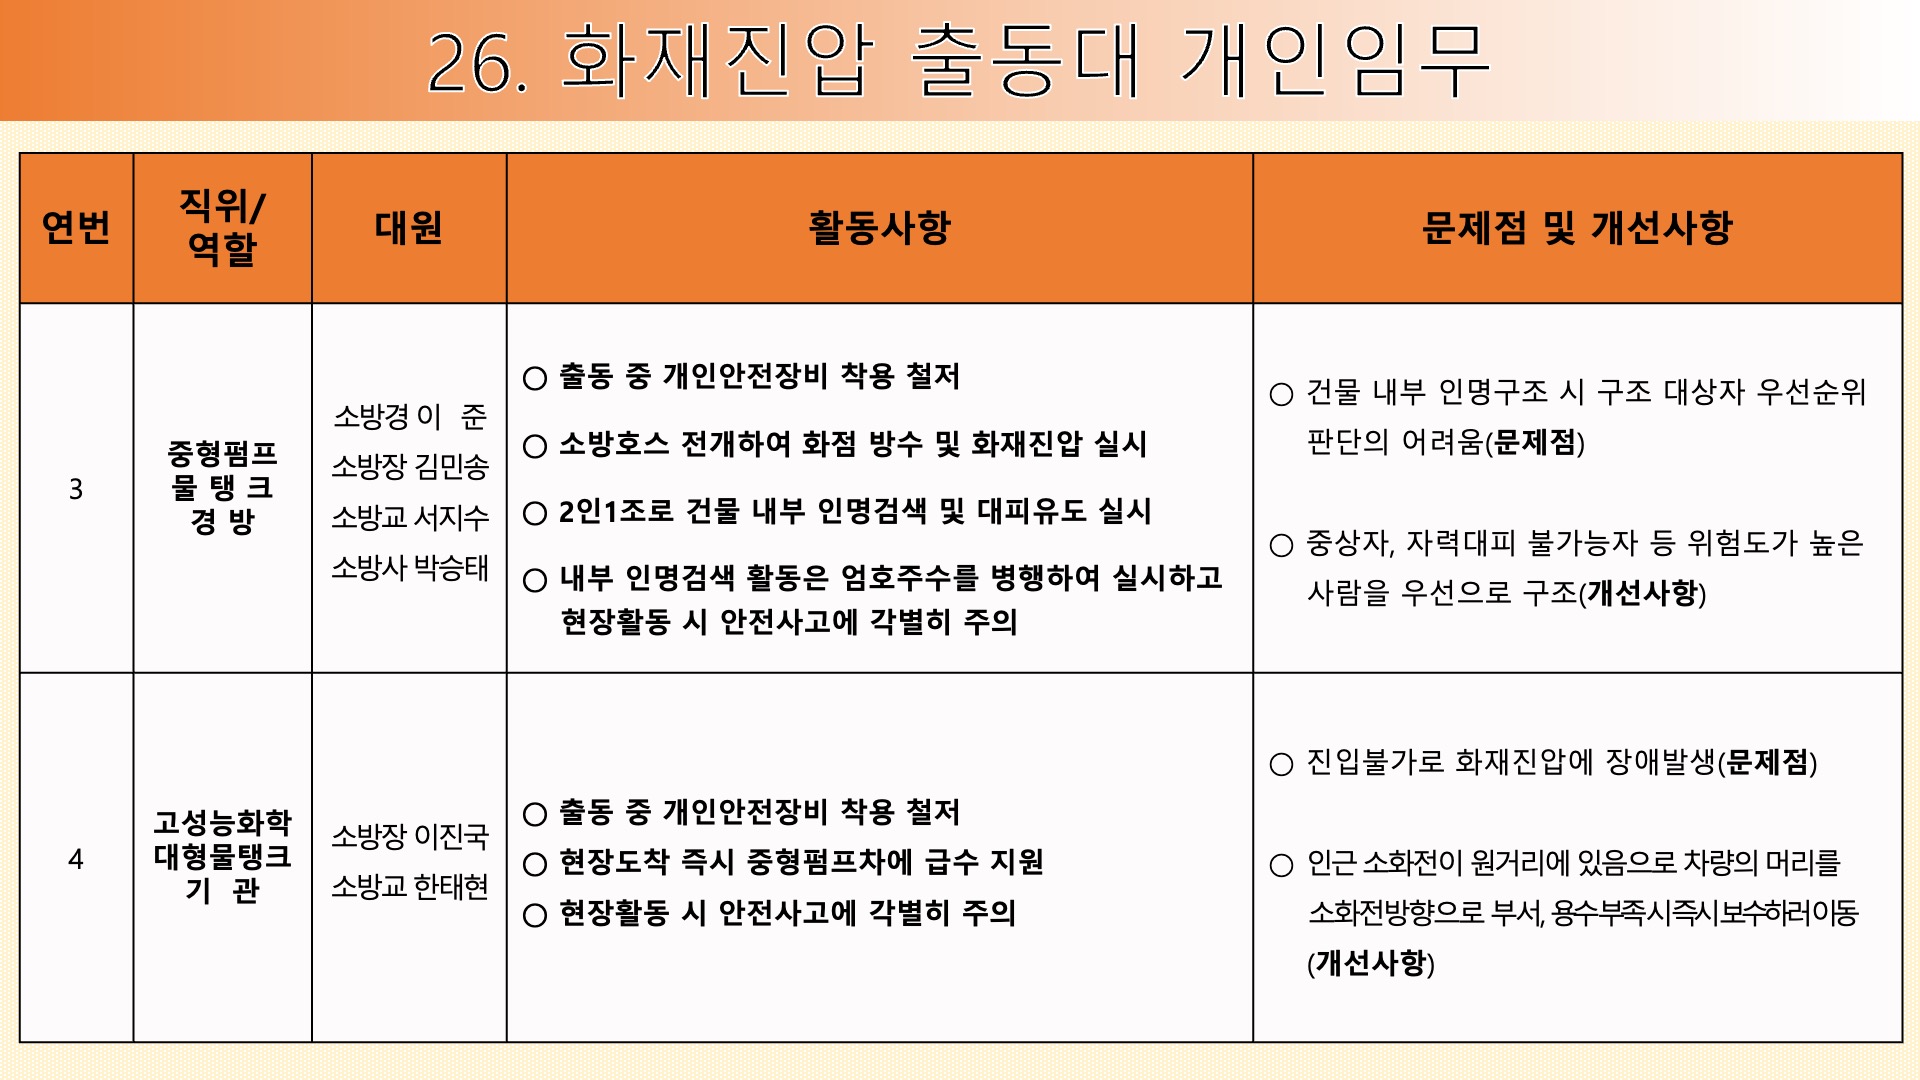 26. 화재진압 출동대 개인임무
연번
직위/
역할
대원
활동사항
문제점 및 개선사항
3
중형펌프
물 탱 크
경 방
소방경 이 준
소방장 김민송
소방교 서지수
소방사 박승태
○ 출동 중 개인안전장비 착용 철저
○ 소방호스 전개하여 화점 방수 및 화재진압 실시
○ 2인1조로 건물 내부 인명검색 및 대피유도 실시
○ 내부 인명검색 활동은 엄호주수를 병행하여 실시하고
현장활동 시 안전사고에 각별히 주의
○ 건물 내부 인명구조 시 구조 대상자 우선순위
판단의 어려움(문제점)
○ 중상자, 자력대피 불가능자 등 위험도가 높은
사람을 우선으로 구조(개선사항)
4
고성능화학
대형물탱크
기 관
소방장 이진국
소방교 한태현
○ 출동 중 개인안전장비 착용 철저
○ 현장도착 즉시 중형펌프차에 급수 지원
○ 현장활동 시 안전사고에 각별히 주의
○ 진입불가로 화재진압에 장애발생(문제점)
○ 인근 소화전이 원거리에 있음으로 차량의 머리를
소화전방향으로 부서, 용수부족시 즉시 보수하러 이동
(개선사항)